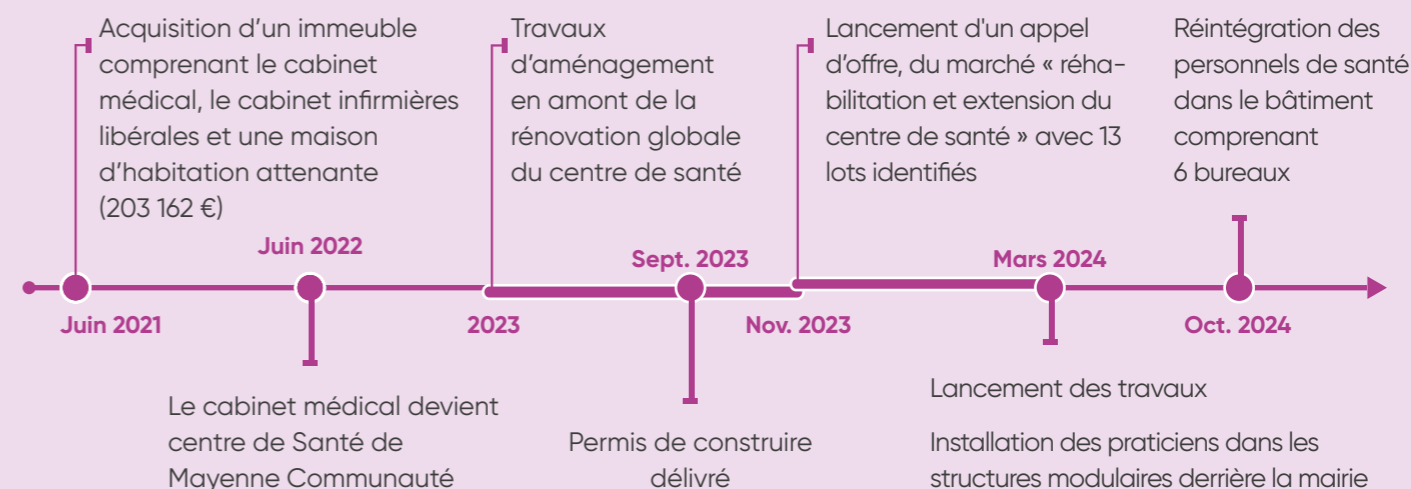 Acquisition d’un immeuble
comprenant le cabinet
médical, le cabinet infirmières
libérales et une maison
d’habitation attenante
(203 162 €)
Juin 2021
Juin 2022
Le cabinet médical devient
centre de Santé de
Mayenne Communauté
Travaux
d’aménagement
en amont de la
rénovation globale
du centre de santé
2023
Sept. 2023
Permis de construire
délivré
Lancement d'un appel
d’offre, du marché « réha-
bilitation et extension du
centre de santé » avec 13
lots identifiés
Nov. 2023
Mars 2024
Lancement des travaux
Installation des praticiens dans les
structures modulaires derrière la mairie
Réintégration des
personnels de santé
dans le bâtiment
comprenant
6 bureaux
Oct. 2024